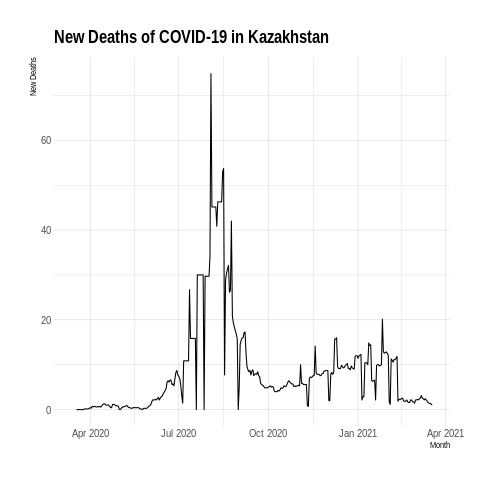 New Deaths of COVID-19 in Kazakhstan
New Deaths
60
40
20
0
Apr 2020 Jul 2020 Oct 2020 Jan 2021 Apr 2021
Month